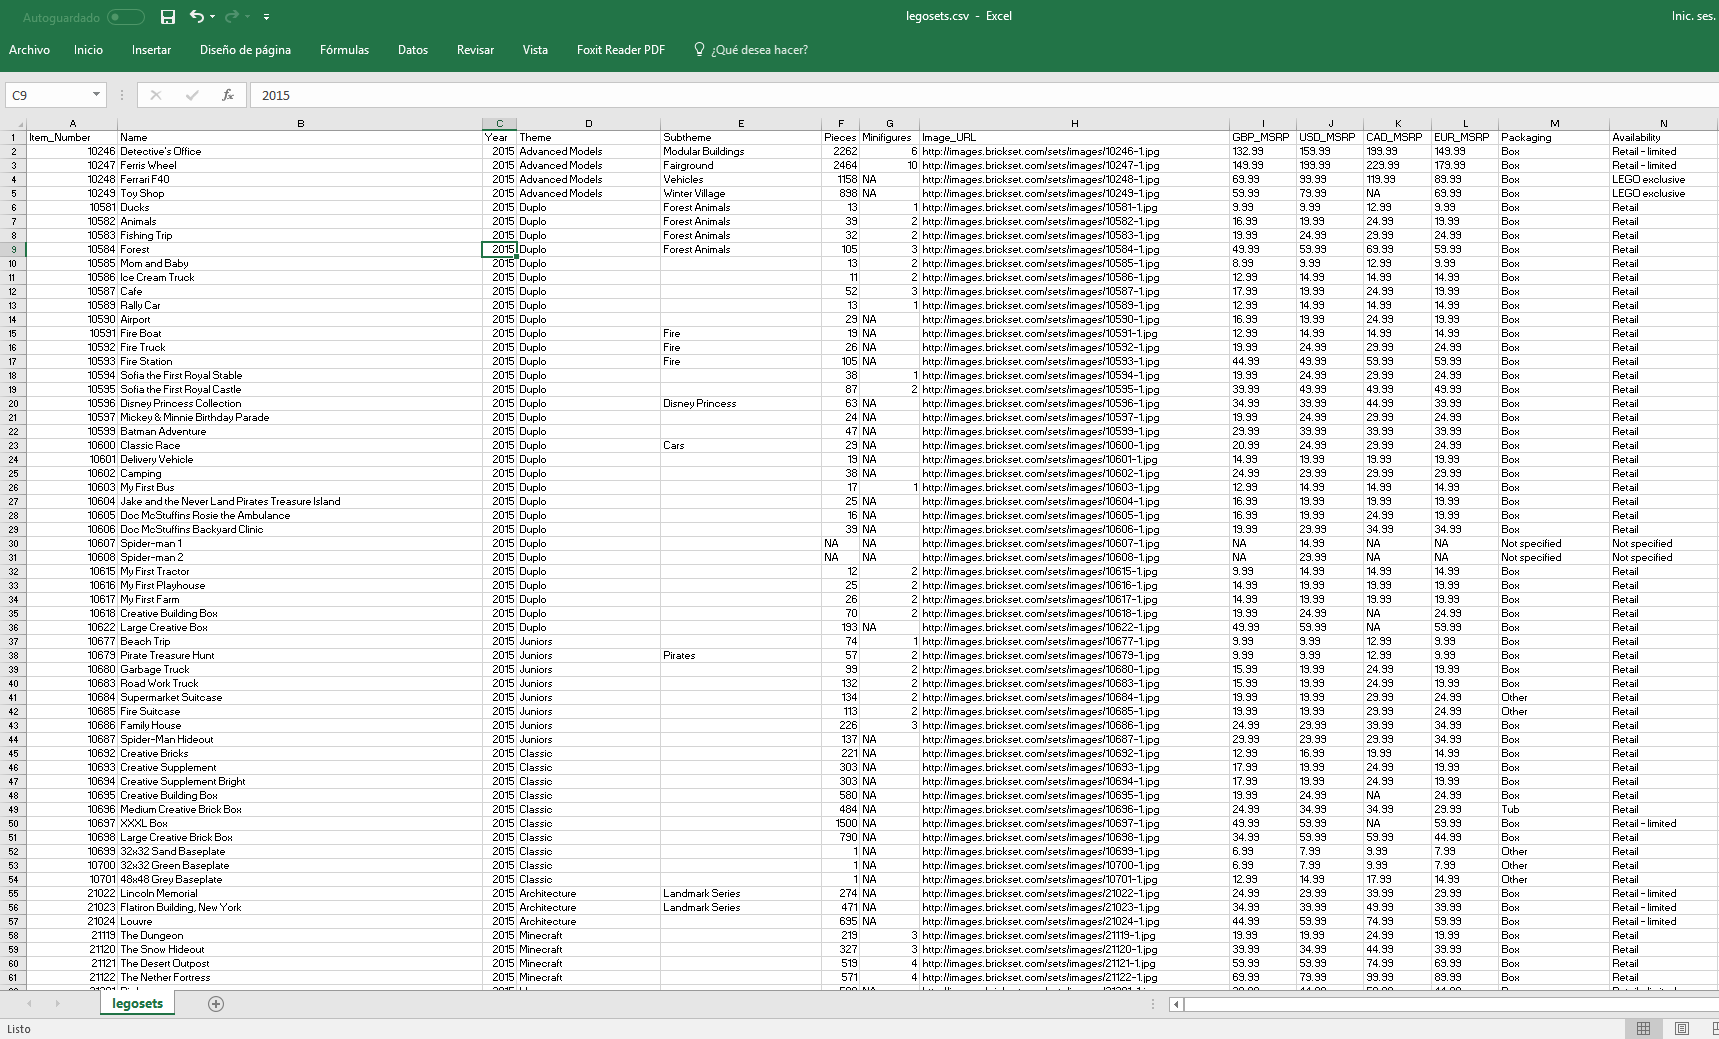 Autoguardado
legosets.csv - Excel
Inic. ses.
Archivo Inicio Insertar Diseño de página Fórmulas Datos Revisar Vista Foxit Reader PDF ¿Qué desea hacer?
C9 fx 2015
A B C D E F G H I J K L M N
1 Item_Number Name Year Theme Subtheme Pieces Minifigures Image_URL GBP_MSRP USD_MSRP CAD_MSRP EUR_MSRP Packaging Availability
2 10246 Detective's Office 2015 Advanced Models Modular Buildings 2262 6 http://images.brickset.com/sets/images/10246-1.jpg 132.99 159.99 199.99 149.99 Box Retail - limited
3 10247 Ferris Wheel 2015 Advanced Models Fairground 2464 10 http://images.brickset.com/sets/images/10247-1.jpg 149.99 199.99 229.99 179.99 Box Retail - limited
4 10248 Ferrari F40 2015 Advanced Models Vehicles 1158 NA http://images.brickset.com/sets/images/10248-1.jpg 69.99 99.99 119.99 89.99 Box LEGO exclusive
5 10249 Toy Shop 2015 Advanced Models Winter Village 898 NA http://images.brickset.com/sets/images/10249-1.jpg 59.99 79.99 NA 69.99 Box LEGO exclusive
6 10581 Ducks 2015 Duplo Forest Animals 13 1 http://images.brickset.com/sets/images/10581-1.jpg 9.99 9.99 12.99 9.99 Box Retail
7 10582 Animals 2015 Duplo Forest Animals 39 2 http://images.brickset.com/sets/images/10582-1.jpg 16.99 19.99 24.99 19.99 Box Retail
8 10583 Fishing Trip 2015 Duplo Forest Animals 32 2 http://images.brickset.com/sets/images/10583-1.jpg 19.99 24.99 29.99 24.99 Box Retail
9 10584 Forest 2015 Duplo Forest Animals 105 3 http://images.brickset.com/sets/images/10584-1.jpg 49.99 59.99 69.99 59.99 Box Retail
10 10585 Mom and Baby 2015 Duplo 13 2 http://images.brickset.com/sets/images/10585-1.jpg 8.99 9.99 12.99 9.99 Box Retail
11 10586 Ice Cream Truck 2015 Duplo 11 2 http://images.brickset.com/sets/images/10586-1.jpg 12.99 14.99 14.99 14.99 Box Retail
12 10587 Cafe 2015 Duplo 52 3 http://images.brickset.com/sets/images/10587-1.jpg 17.99 19.99 24.99 19.99 Box Retail
13 10589 Rally Car 2015 Duplo 13 1 http://images.brickset.com/sets/images/10589-1.jpg 12.99 14.99 14.99 14.99 Box Retail
14 10590 Airport 2015 Duplo 29 NA http://images.brickset.com/sets/images/10590-1.jpg 16.99 19.99 24.99 19.99 Box Retail
15 10591 Fire Boat 2015 Duplo Fire 19 NA http://images.brickset.com/sets/images/10591-1.jpg 12.99 14.99 14.99 14.99 Box Retail
16 10592 Fire Truck 2015 Duplo Fire 26 NA http://images.brickset.com/sets/images/10592-1.jpg 19.99 24.99 29.99 24.99 Box Retail
17 10593 Fire Station 2015 Duplo Fire 105 NA http://images.brickset.com/sets/images/10593-1.jpg 44.99 49.99 59.99 59.99 Box Retail
18 10594 Sofia the First Royal Stable 2015 Duplo 38 1 http://images.brickset.com/sets/images/10594-1.jpg 19.99 24.99 29.99 24.99 Box Retail
19 10595 Sofia the First Royal Castle 2015 Duplo 87 2 http://images.brickset.com/sets/images/10595-1.jpg 39.99 49.99 49.99 49.99 Box Retail
20 10596 Disney Princess Collection 2015 Duplo Disney Princess 63 NA http://images.brickset.com/sets/images/10596-1.jpg 34.99 39.99 44.99 39.99 Box Retail
21 10597 Mickey & Minnie Birthday Parade 2015 Duplo 24 NA http://images.brickset.com/sets/images/10597-1.jpg 19.99 24.99 29.99 24.99 Box Retail
22 10599 Batman Adventure 2015 Duplo 47 NA http://images.brickset.com/sets/images/10599-1.jpg 29.99 39.99 39.99 39.99 Box Retail
23 10600 Classic Race 2015 Duplo Cars 29 NA http://images.brickset.com/sets/images/10600-1.jpg 20.99 24.99 29.99 24.99 Box Retail
24 10601 Delivery Vehicle 2015 Duplo 19 NA http://images.brickset.com/sets/images/10601-1.jpg 14.99 19.99 19.99 19.99 Box Retail
25 10602 Camping 2015 Duplo 38 NA http://images.brickset.com/sets/images/10602-1.jpg 24.99 29.99 29.99 29.99 Box Retail
26 10603 My First Bus 2015 Duplo 17 1 http://images.brickset.com/sets/images/10603-1.jpg 12.99 14.99 14.99 14.99 Box Retail
27 10604 Jake and the Never Land Pirates Treasure Island 2015 Duplo 25 NA http://images.brickset.com/sets/images/10604-1.jpg 16.99 19.99 19.99 19.99 Box Retail
28 10605 Doc McStuffins Rosie the Ambulance 2015 Duplo 16 NA http://images.brickset.com/sets/images/10605-1.jpg 16.99 19.99 24.99 19.99 Box Retail
29 10606 Doc McStuffins Backyard Clinic 2015 Duplo 39 NA http://images.brickset.com/sets/images/10606-1.jpg 19.99 29.99 34.99 34.99 Box Retail
30 10607 Spider-man 1 2015 Duplo NA NA http://images.brickset.com/sets/images/10607-1.jpg NA 14.99 NA NA Not specified Not specified
31 10608 Spider-man 2 2015 Duplo NA NA http://images.brickset.com/sets/images/10608-1.jpg NA 29.99 NA NA Not specified Not specified
32 10615 My First Tractor 2015 Duplo 12 2 http://images.brickset.com/sets/images/10615-1.jpg 9.99 14.99 14.99 14.99 Box Retail
33 10616 My First Playhouse 2015 Duplo 25 2 http://images.brickset.com/sets/images/10616-1.jpg 14.99 19.99 19.99 19.99 Box Retail
34 10617 My First Farm 2015 Duplo 26 2 http://images.brickset.com/sets/images/10617-1.jpg 14.99 19.99 19.99 19.99 Box Retail
35 10618 Creative Building Box 2015 Duplo 70 2 http://images.brickset.com/sets/images/10618-1.jpg 19.99 24.99 NA 24.99 Box Retail
36 10622 Large Creative Box 2015 Duplo 193 NA http://images.brickset.com/sets/images/10622-1.jpg 49.99 59.99 NA 59.99 Box Retail
37 10677 Beach Trip 2015 Juniors 74 1 http://images.brickset.com/sets/images/10677-1.jpg 9.99 9.99 12.99 9.99 Box Retail
38 10679 Pirate Treasure Hunt 2015 Juniors Pirates 57 2 http://images.brickset.com/sets/images/10679-1.jpg 9.99 9.99 12.99 9.99 Box Retail
39 10680 Garbage Truck 2015 Juniors 99 2 http://images.brickset.com/sets/images/10680-1.jpg 15.99 19.99 24.99 19.99 Box Retail
40 10683 Road Work Truck 2015 Juniors 132 2 http://images.brickset.com/sets/images/10683-1.jpg 15.99 19.99 24.99 19.99 Box Retail
41 10684 Supermarket Suitcase 2015 Juniors 134 2 http://images.brickset.com/sets/images/10684-1.jpg 19.99 19.99 29.99 24.99 Other Retail
42 10685 Fire Suitcase 2015 Juniors 113 2 http://images.brickset.com/sets/images/10685-1.jpg 19.99 19.99 29.99 24.99 Other Retail
43 10686 Family House 2015 Juniors 226 3 http://images.brickset.com/sets/images/10686-1.jpg 24.99 29.99 39.99 34.99 Box Retail
44 10687 Spider-Man Hideout 2015 Juniors 137 NA http://images.brickset.com/sets/images/10687-1.jpg 29.99 29.99 29.99 34.99 Box Retail
45 10692 Creative Bricks 2015 Classic 221 NA http://images.brickset.com/sets/images/10692-1.jpg 12.99 16.99 19.99 14.99 Box Retail
46 10693 Creative Supplement 2015 Classic 303 NA http://images.brickset.com/sets/images/10693-1.jpg 17.99 19.99 24.99 19.99 Box Retail
47 10694 Creative Supplement Bright 2015 Classic 303 NA http://images.brickset.com/sets/images/10694-1.jpg 17.99 19.99 24.99 19.99 Box Retail
48 10695 Creative Building Box 2015 Classic 580 NA http://images.brickset.com/sets/images/10695-1.jpg 19.99 24.99 NA 24.99 Box Retail
49 10696 Medium Creative Brick Box 2015 Classic 484 NA http://images.brickset.com/sets/images/10696-1.jpg 24.99 34.99 34.99 29.99 Tub Retail
50 10697 XXXL Box 2015 Classic 1500 NA http://images.brickset.com/sets/images/10697-1.jpg 49.99 59.99 NA 59.99 Box Retail - limited
51 10698 Large Creative Brick Box 2015 Classic 790 NA http://images.brickset.com/sets/images/10698-1.jpg 34.99 59.99 59.99 44.99 Box Retail
52 10699 32x32 Sand Baseplate 2015 Classic 1 NA http://images.brickset.com/sets/images/10699-1.jpg 6.99 7.99 9.99 7.99 Other Retail
53 10700 32x32 Green Baseplate 2015 Classic 1 NA http://images.brickset.com/sets/images/10700-1.jpg 6.99 7.99 9.99 7.99 Other Retail
54 10701 48x48 Grey Baseplate 2015 Classic 1 NA http://images.brickset.com/sets/images/10701-1.jpg 12.99 14.99 17.99 14.99 Other Retail
55 21022 Lincoln Memorial 2015 Architecture Landmark Series 274 NA http://images.brickset.com/sets/images/21022-1.jpg 24.99 29.99 39.99 29.99 Box Retail - limited
56 21023 Flatiron Building, New York 2015 Architecture Landmark Series 471 NA http://images.brickset.com/sets/images/21023-1.jpg 34.99 39.99 49.99 39.99 Box Retail - limited
57 21024 Louvre 2015 Architecture 695 NA http://images.brickset.com/sets/images/21024-1.jpg 44.99 59.99 74.99 59.99 Box Retail - limited
58 21119 The Dungeon 2015 Minecraft 219 3 http://images.brickset.com/sets/images/21119-1.jpg 19.99 19.99 24.99 19.99 Box Retail
59 21120 The Snow Hideout 2015 Minecraft 327 3 http://images.brickset.com/sets/images/21120-1.jpg 39.99 34.99 44.99 39.99 Box Retail
60 21121 The Desert Outpost 2015 Minecraft 519 4 http://images.brickset.com/sets/images/21121-1.jpg 59.99 59.99 74.99 69.99 Box Retail
61 21122 The Nether Fortress 2015 Minecraft 571 4 http://images.brickset.com/sets/images/21122-1.jpg 69.99 79.99 99.99 89.99 Box Retail
legosets
Listo